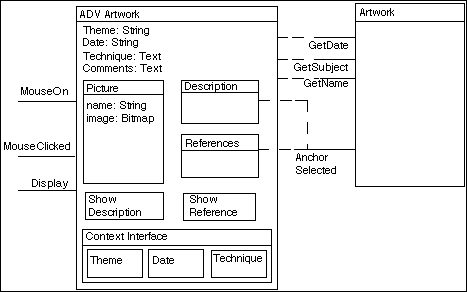 ADV Artwork
Artwork
Theme: String
Date: String
Technique: Text
Comments: Text
GetDate
GetSubject
GetName
MouseOn
Picture
name: String
image: Bitmap
Description
MouseClicked
References
Anchor
Selected
Display
Show
Description
Show
Reference
Context Interface
Theme
Date
Technique